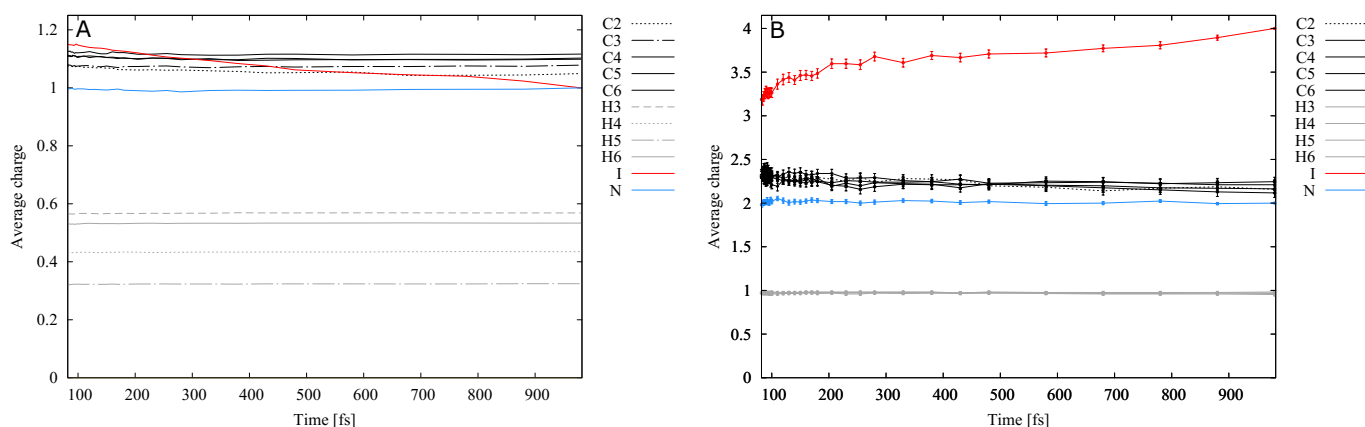 A
Average charge
1.2
1
0.8
0.6
0.4
0.2
0
100 200 300 400 500 600 700 800 900
Time [fs]
C2
C3
C4
C5
C6
H3
H4
H5
H6
I
N
B
Average charge
4
3.5
3
2.5
2
1.5
1
0.5
0
100 200 300 400 500 600 700 800 900
Time [fs]
C2
C3
C4
C5
C6
H3
H4
H5
H6
I
N